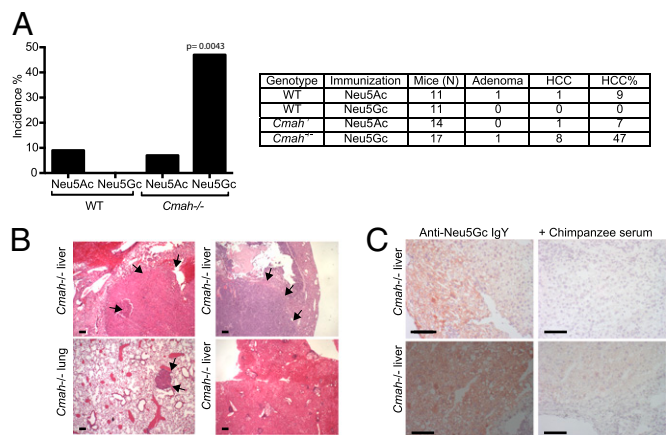 A
p= 0.0043
50
40
30
20
10
0
Incidence %
Neu5Ac Neu5Gc Neu5Ac Neu5Gc
WT Cmah-/-
Genotype Immunization Mice (N) Adenoma HCC HCC%
WT Neu5Ac 11 1 1 9
WT Neu5Gc 11 0 0 0
Cmah Neu5Ac 14 0 1 7
Cmah-/- Neu5Gc 17 1 8 47
B
Cmah-/- liver
Cmah-/- liver
Cmah-/- lung
Cmah-/- liver
C
Anti-Neu5Gc IgY + Chimpanzee serum
Cmah-/- liver
Cmah-/- liver